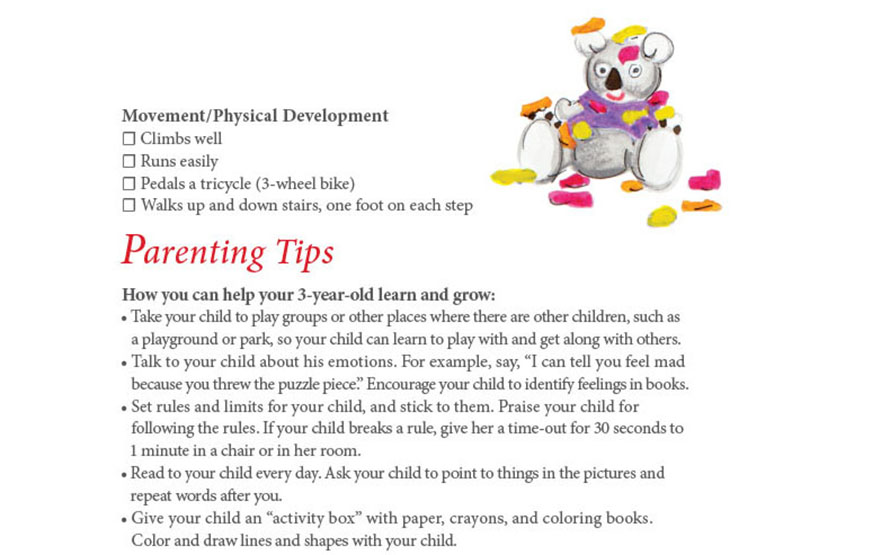 Movement/Physical Development
❐ Climbs well
❐ Runs easily
❐ Pedals a tricycle (3-wheel bike)
❐ Walks up and down stairs, one foot on each step
Parenting Tips
How you can help your 3-year-old learn and grow:
• Take your child to play groups or other places where there are other children, such as
a playground or park, so your child can learn to play with and get along with others.
• Talk to your child about his emotions. For example, say, “I can tell you feel mad
because you threw the puzzle piece.” Encourage your child to identify feelings in books.
• Set rules and limits for your child, and stick to them. Praise your child for
following the rules. If your child breaks a rule, give her a time-out for 30 seconds to
1 minute in a chair or in her room.
• Read to your child every day. Ask your child to point to things in the pictures and
repeat words after you.
• Give your child an “activity box” with paper, crayons, and coloring books.
Color and draw lines and shapes with your child.